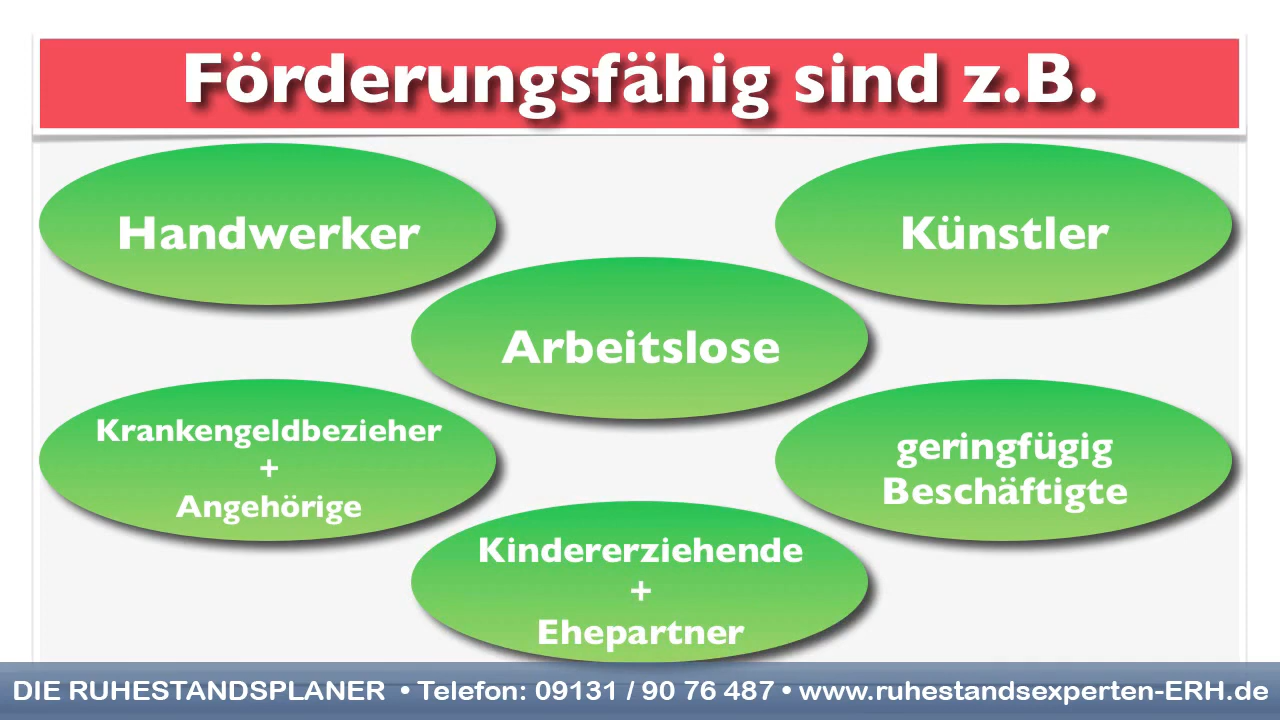 Förderungsfähig sind z.B.
Handwerker
Künstler
Arbeitslose
Krankengeldbezieher
+
Angehörige
geringfügig
Beschäftigte
Kindererziehende
+
Ehepartner
DIE RUHESTANDSPLANER • Telefon: 09131 / 90 76 487 • www.ruhestandsexperten-ERH.de